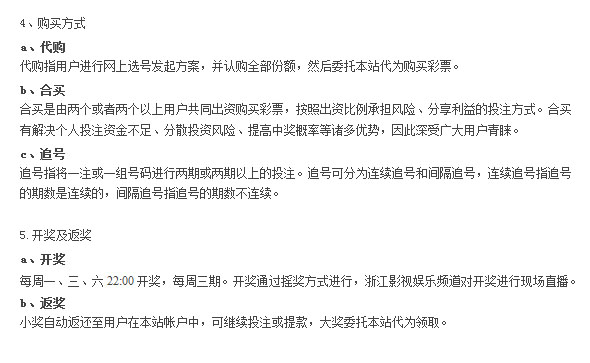 4、购买方式
a、代购
代购指用户进行网上选号发起方案，并认购全部份额，然后委托本站代为购买彩票。
b、合买
合买是由两个或者两个以上用户共同出资购买彩票，按照出资比例承担风险、分享利益的投注方式。合买
有解决个人投注资金不足、分散投资风险、提高中奖概率等诸多优势，因此深受广大用户青睐。
c、追号
追号指将一注或一组号码进行两期或两期以上的投注。追号可分为连续追号和间隔追号，连续追号指追号
的期数是连续的，间隔追号指追号的期数不连续。
5.开奖及返奖
a、开奖
每周一、三、六 22:00 开奖，每周三期。开奖通过摇奖方式进行，浙江影视娱乐频道对开奖进行现场直播。
b、返奖
小奖自动返还至用户在本站帐户中，可继续投注或提款，大奖委托本站代为领取。